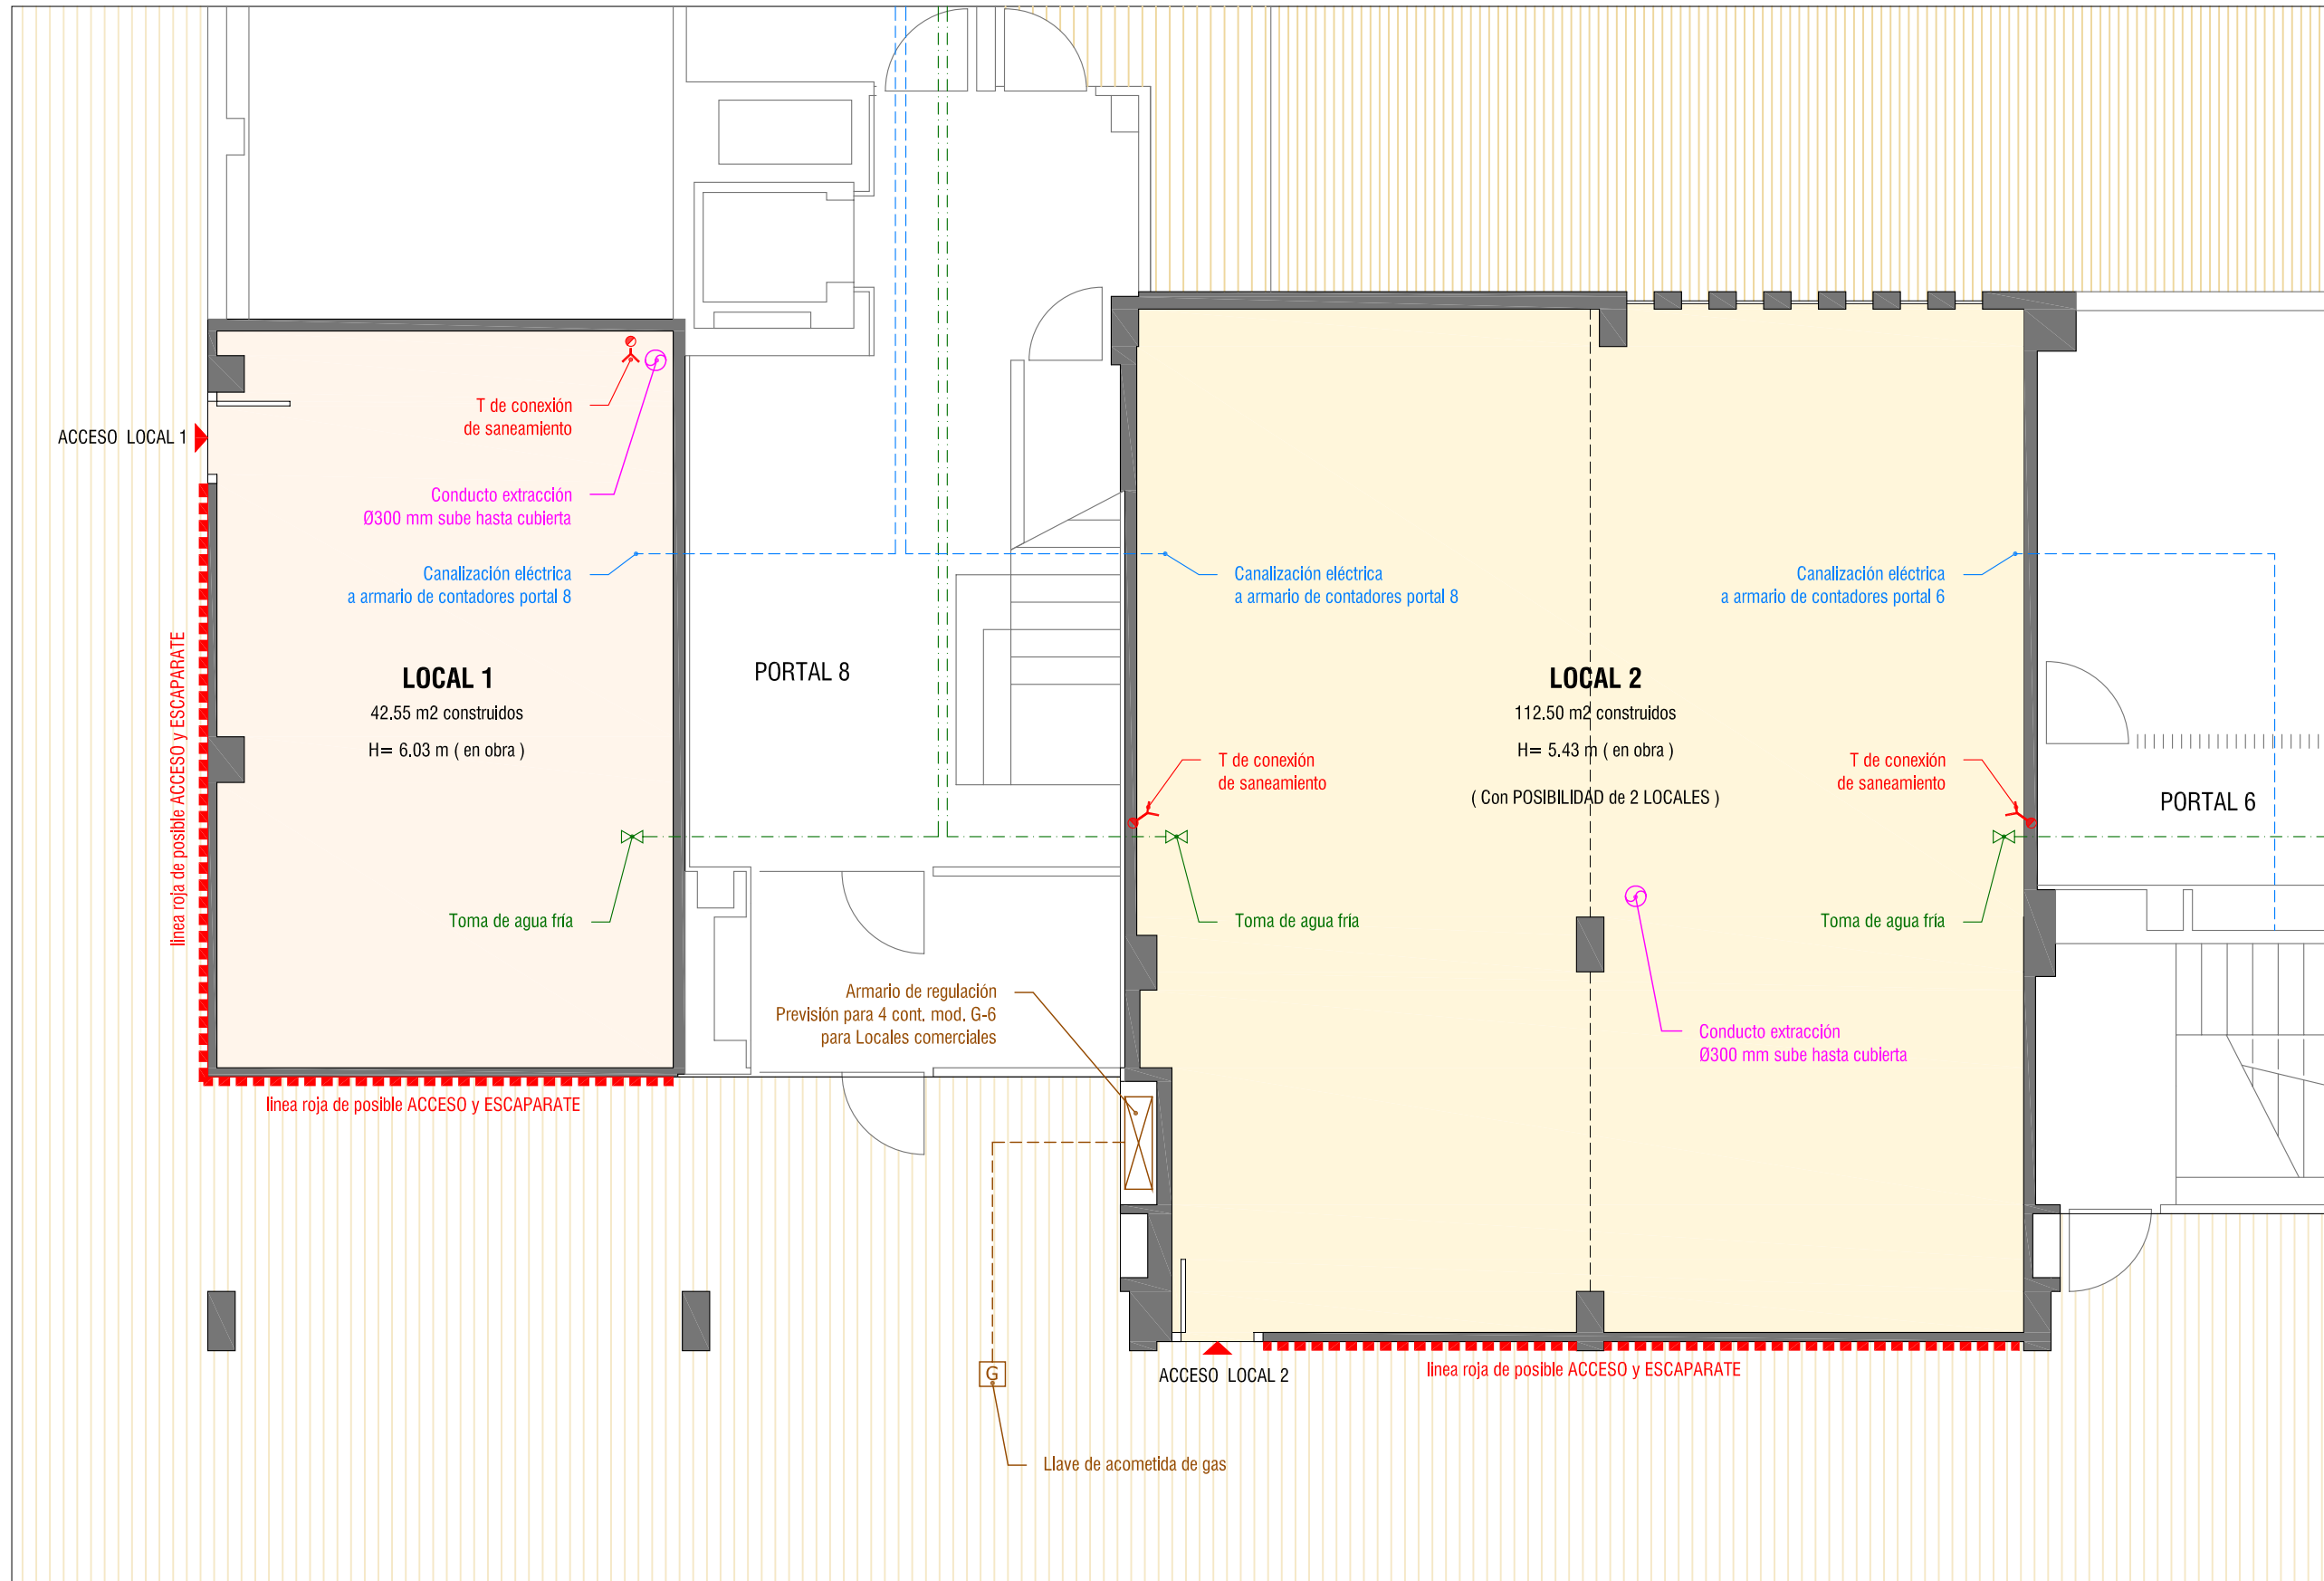 ACCESO LOCAL 1
T de conexión
de saneamiento
Conducto extracción
Ø300 mm sube hasta cubierta
Canalización eléctrica
a armario de contadores portal 8
LOCAL 1
42.55 m2 construidos
H= 6.03 m ( en obra )
Toma de agua fría
linea roja de posible ACCESO y ESCAPARATE
linea roja de posible ACCESO y ESCAPARATE
PORTAL 8
Armario de regulación
Previsión para 4 cont. mod. G-6
para Locales comerciales
G
Llave de acometida de gas
Canalización eléctrica
a armario de contadores portal 8
Canalización eléctrica
a armario de contadores portal 6
LOCAL 2
112.50 m2 construidos
H= 5.43 m ( en obra )
( Con POSIBILIDAD de 2 LOCALES )
T de conexión
de saneamiento
T de conexión
de saneamiento
Toma de agua fría
Toma de agua fría
Conducto extracción
Ø300 mm sube hasta cubierta
PORTAL 6
ACCESO LOCAL 2
linea roja de posible ACCESO y ESCAPARATE